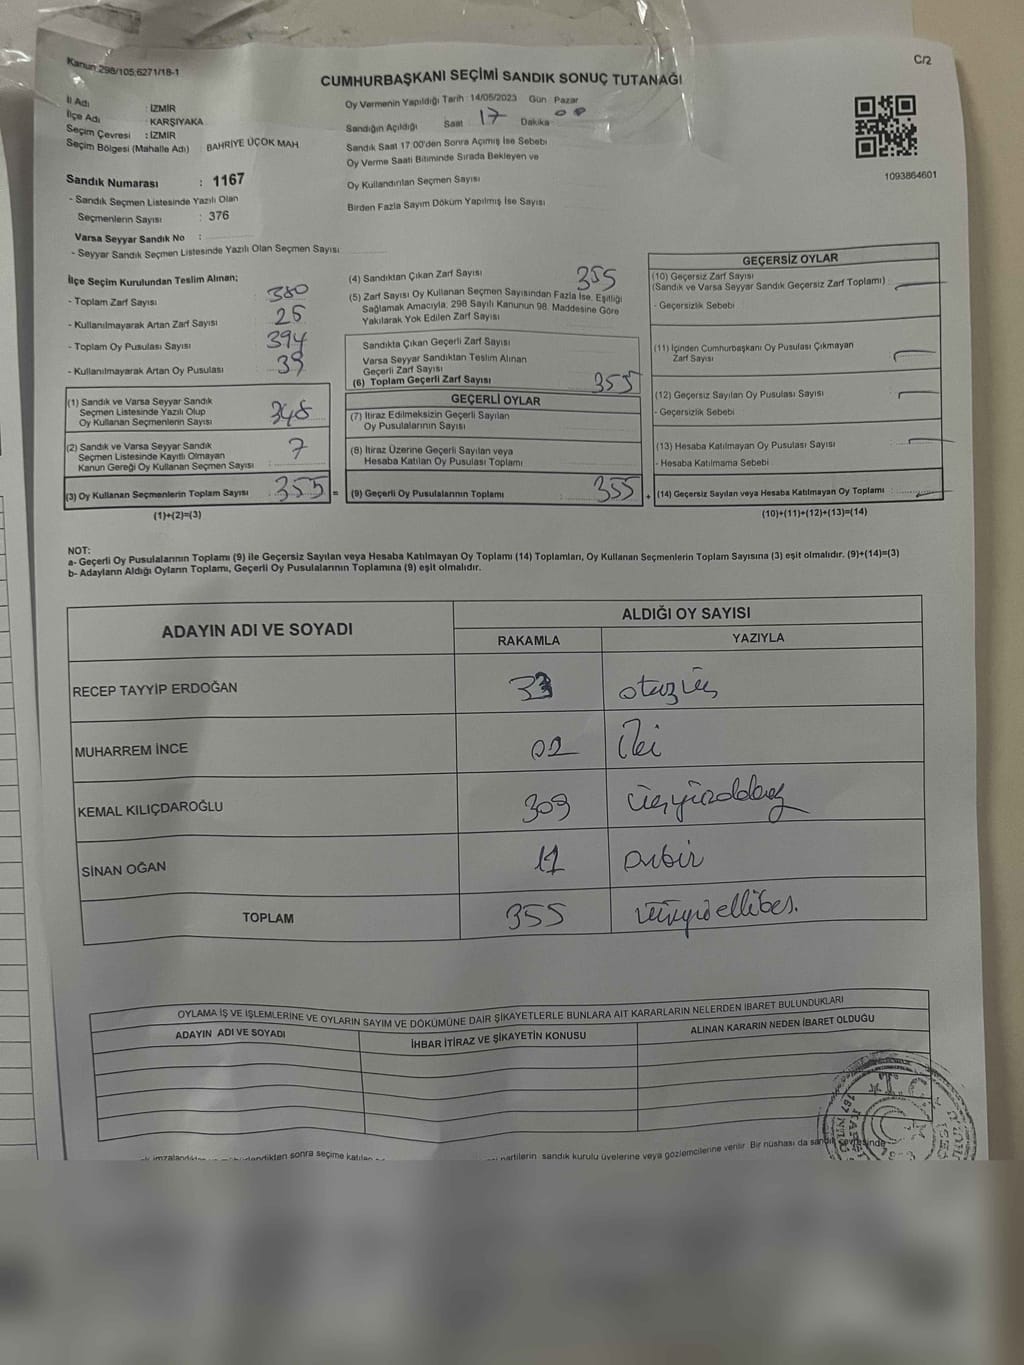 Kanun:298/105;6271/18-1
C/2
CUMHURBAŞKANI SEÇİMİ SANDIK SONUÇ TUTANAĞI
İl Adı : İZMİR
İlçe Adı : KARŞIYAKA
Seçim Çevresi : İZMİR
Seçim Bölgesi (Mahalle Adı) : BAHRİYE ÜÇOK MAH
Oy Vermenin Yapıldığı Tarih : 14/05/2023 Gün : Pazar
Sandığın Açıldığı Saat : 17 Dakika : 00
Sandık Saat 17:00'den Sonra Açımış İse Sebebi
Oy Verme Saati Bitiminde Sırada Bekleyen ve
Oy Kullandırılan Seçmen Sayısı
Birden Fazla Sayım Döküm Yapılmış İse Sayısı
1093864601
Sandık Numarası : 1167
- Sandık Seçmen Listesinde Yazılı Olan
Seçmenlerin Sayısı : 376
Varsa Seyyar Sandık No :
- Seyyar Sandık Seçmen Listesinde Yazılı Olan Seçmen Sayısı :
İlçe Seçim Kurulundan Teslim Alınan;
- Toplam Zarf Sayısı : 380
- Kullanılmayarak Artan Zarf Sayısı : 25
- Toplam Oy Pusulası Sayısı : 394
- Kullanılmayarak Artan Oy Pusulası : 39
(1) Sandık ve Varsa Seyyar Sandık
Seçmen Listesinde Yazılı Olup
Oy Kullanan Seçmenlerin Sayısı : 348
(2) Sandık ve Varsa Seyyar Sandık
Seçmen Listesinde Kayıtlı Olmayan
Kanun Gereği Oy Kullanan Seçmen Sayısı : 7
(3) Oy Kullanan Seçmenlerin Toplam Sayısı : 355 =
(1)+(2)=(3)
(4) Sandıktan Çıkan Zarf Sayısı 355
(5) Zarf Sayısı Oy Kullanan Seçmen Sayısından Fazla İse, Eşitliği
Sağlamak Amacıyla, 298 Sayılı Kanunun 98. Maddesine Göre
Yakılarak Yok Edilen Zarf Sayısı
Sandıkta Çıkan Geçerli Zarf Sayısı
Varsa Seyyar Sandıktan Teslim Alınan
Geçerli Zarf Sayısı
(6) Toplam Geçerli Zarf Sayısı 355
GEÇERLİ OYLAR
(7) İtiraz Edilmeksizin Geçerli Sayılan
Oy Pusulalarının Sayısı
(8) İtiraz Üzerine Geçerli Sayılan veya
Hesaba Katılan Oy Pusulası Toplamı
(9) Geçerli Oy Pusulalarının Toplamı : 355 +
GEÇERSİZ OYLAR
(10) Geçersiz Zarf Sayısı
(Sandık ve Varsa Seyyar Sandık Geçersiz Zarf Toplamı) :
- Geçersizlik Sebebi
(11) İçinden Cumhurbaşkanı Oy Pusulası Çıkmayan
Zarf Sayısı
(12) Geçersiz Sayılan Oy Pusulası Sayısı
- Geçersizlik Sebebi
(13) Hesaba Katılmayan Oy Pusulası Sayısı
- Hesaba Katılmama Sebebi
(14) Geçersiz Sayılan veya Hesaba Katılmayan Oy Toplamı :
(10)+(11)+(12)+(13)=(14)
NOT:
a- Geçerli Oy Pusulalarının Toplamı (9) ile Geçersiz Sayılan veya Hesaba Katılmayan Oy Toplamı (14) Toplamları, Oy Kullanan Seçmenlerin Toplam Sayısına (3) eşit olmalıdır. (9)+(14)=(3)
b- Adayların Aldığı Oyların Toplamı, Geçerli Oy Pusulalarının Toplamına (9) eşit olmalıdır.
ADAYIN ADI VE SOYADI
ALDIĞI OY SAYISI
RAKAMLA YAZIYLA
RECEP TAYYİP ERDOĞAN 33 otuzüç
MUHARREM İNCE 02 İki
KEMAL KILIÇDAROĞLU 309 üçyüzdokuz
SİNAN OĞAN 11 onbir
TOPLAM 355 üçyüzellibeş.
OYLAMA İŞ VE İŞLEMLERİNE VE OYLARIN SAYIM VE DÖKÜMÜNE DAİR ŞİKAYETLERLE BUNLARA AİT KARARLARIN NELERDEN İBARET BULUNDUKLARI
ADAYIN ADI VE SOYADI İHBAR İTİRAZ VE ŞİKAYETİN KONUSU ALINAN KARARIN NEDEN İBARET OLDUĞU
sonra seçime katılan partilerin sandık kurulu üyelerine veya gözlemcilerine verilir Bir nüshası da sandık çevresinde
T.C.